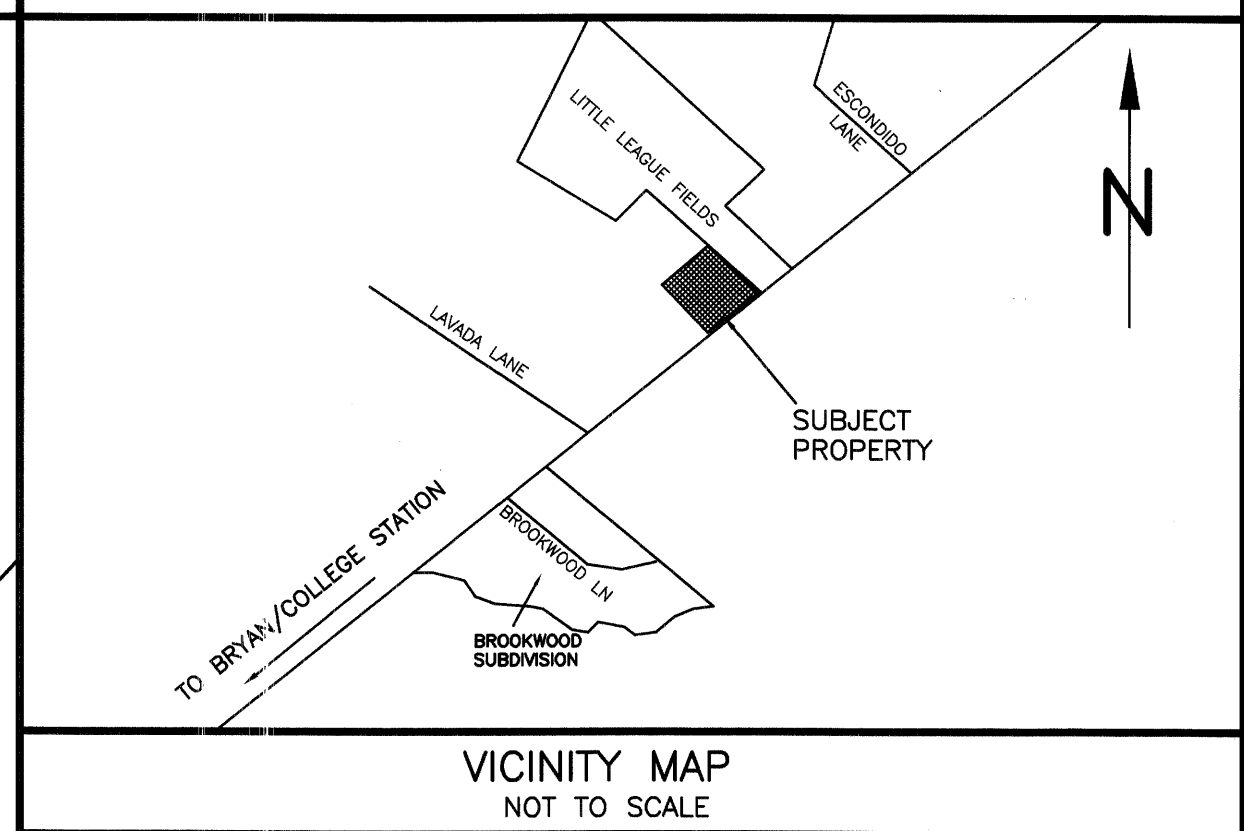 ESCONDIDO
LANE
LITTLE LEAGUE FIELDS
N
LAVADA LANE
SUBJECT
PROPERTY
TO BRYAN/COLLEGE STATION
BROOKWOOD LN
BROOKWOOD
SUBDIVISION
VICINITY MAP
NOT TO SCALE